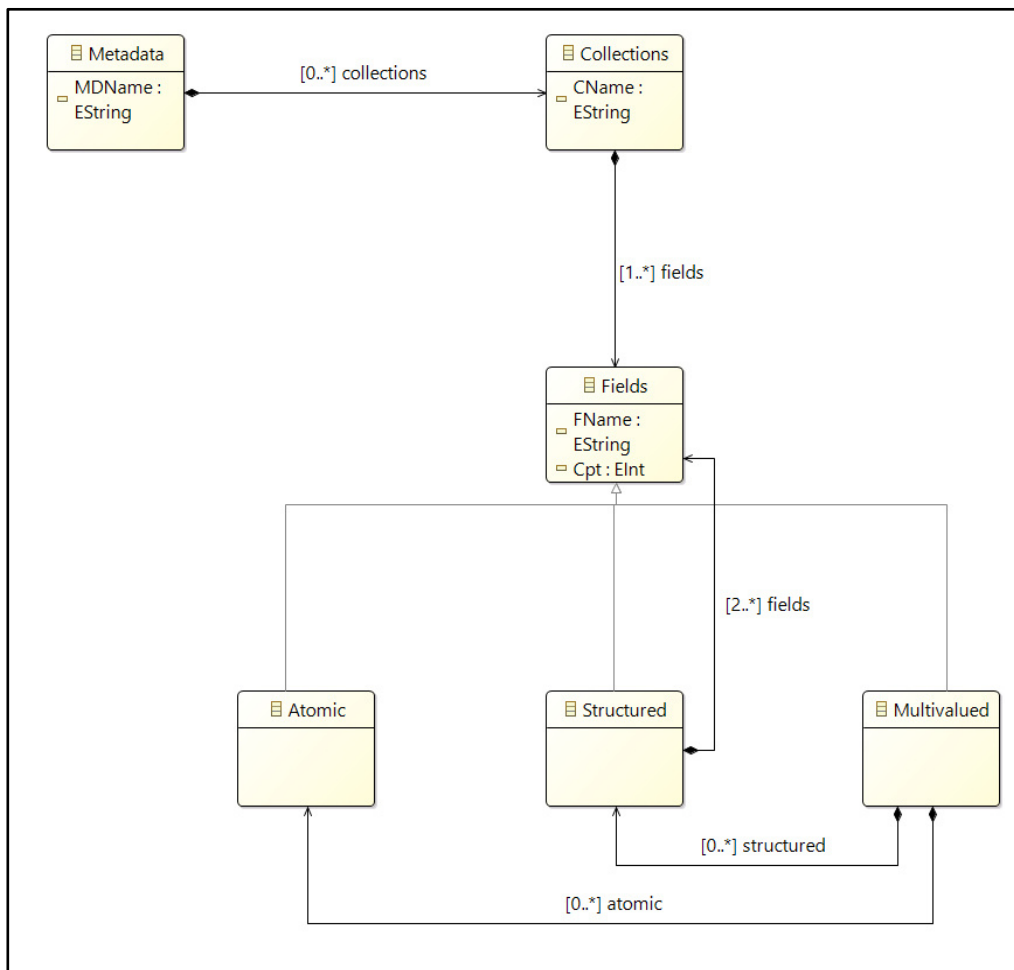 Metadata
MDName :
EString
[0..*] collections
Collections
CName :
EString
[1..*] fields
Fields
FName :
EString
Cpt : EInt
[2..*] fields
Atomic
Structured
Multivalued
[0..*] structured
[0..*] atomic